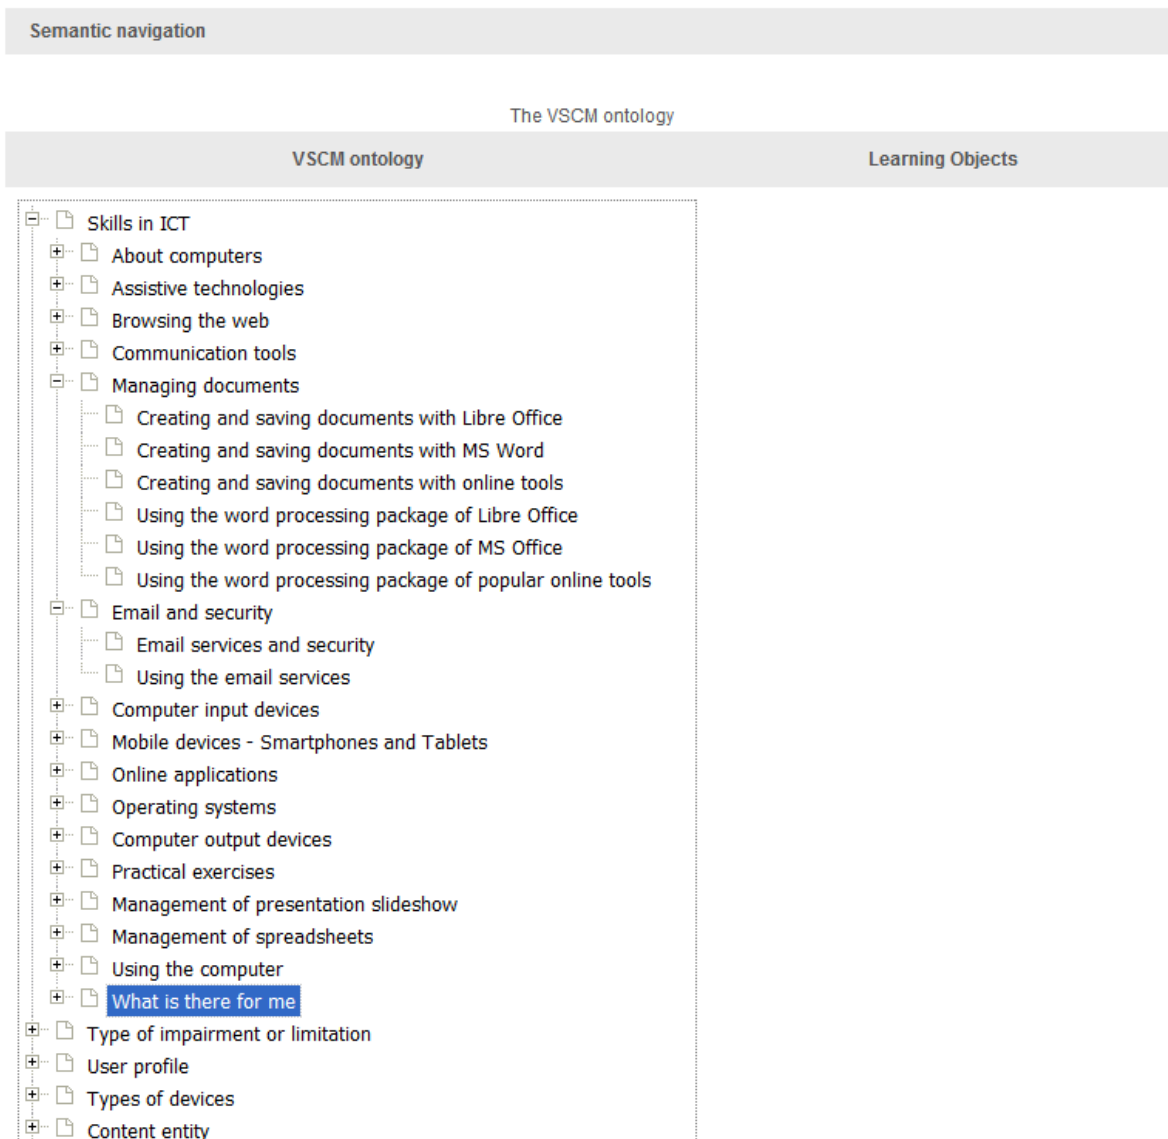 Semantic navigation
The VSCM ontology
VSCM ontology
Learning Objects
Skills in ICT
About computers
Assistive technologies
Browsing the web
Communication tools
Managing documents
Creating and saving documents with Libre Office
Creating and saving documents with MS Word
Creating and saving documents with online tools
Using the word processing package of Libre Office
Using the word processing package of MS Office
Using the word processing package of popular online tools
Email and security
Email services and security
Using the email services
Computer input devices
Mobile devices - Smartphones and Tablets
Online applications
Operating systems
Computer output devices
Practical exercises
Management of presentation slideshow
Management of spreadsheets
Using the computer
What is there for me
Type of impairment or limitation
User profile
Types of devices
Content entity